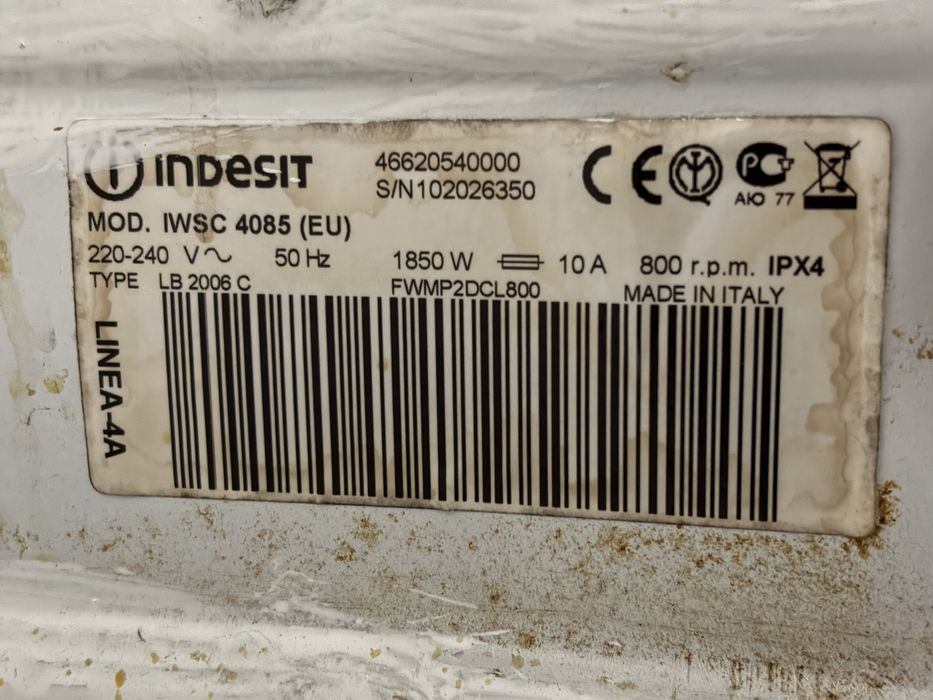 INDESIT
46620540000
S/N102026350
CE
АЮ 77
MOD. IWSC 4085 (EU)
220-240 V~ 50 Hz 1850 W 10 A 800 r.p.m. IPX4
TYPE LB 2006 C FWMP2DCL800 MADE IN ITALY
LINEA-4A